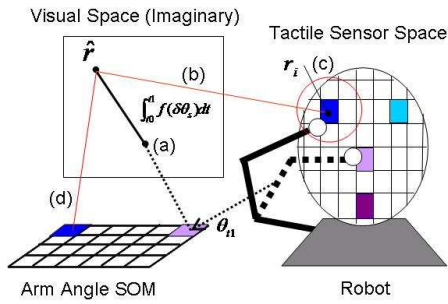 Visual Space (Imaginary)
Tactile Sensor Space
r̂
(b)
r_i
(c)
∫_{t0}^{t1} f(δθ_s)dt
(a)
(d)
θ_{t1}
Arm Angle SOM
Robot